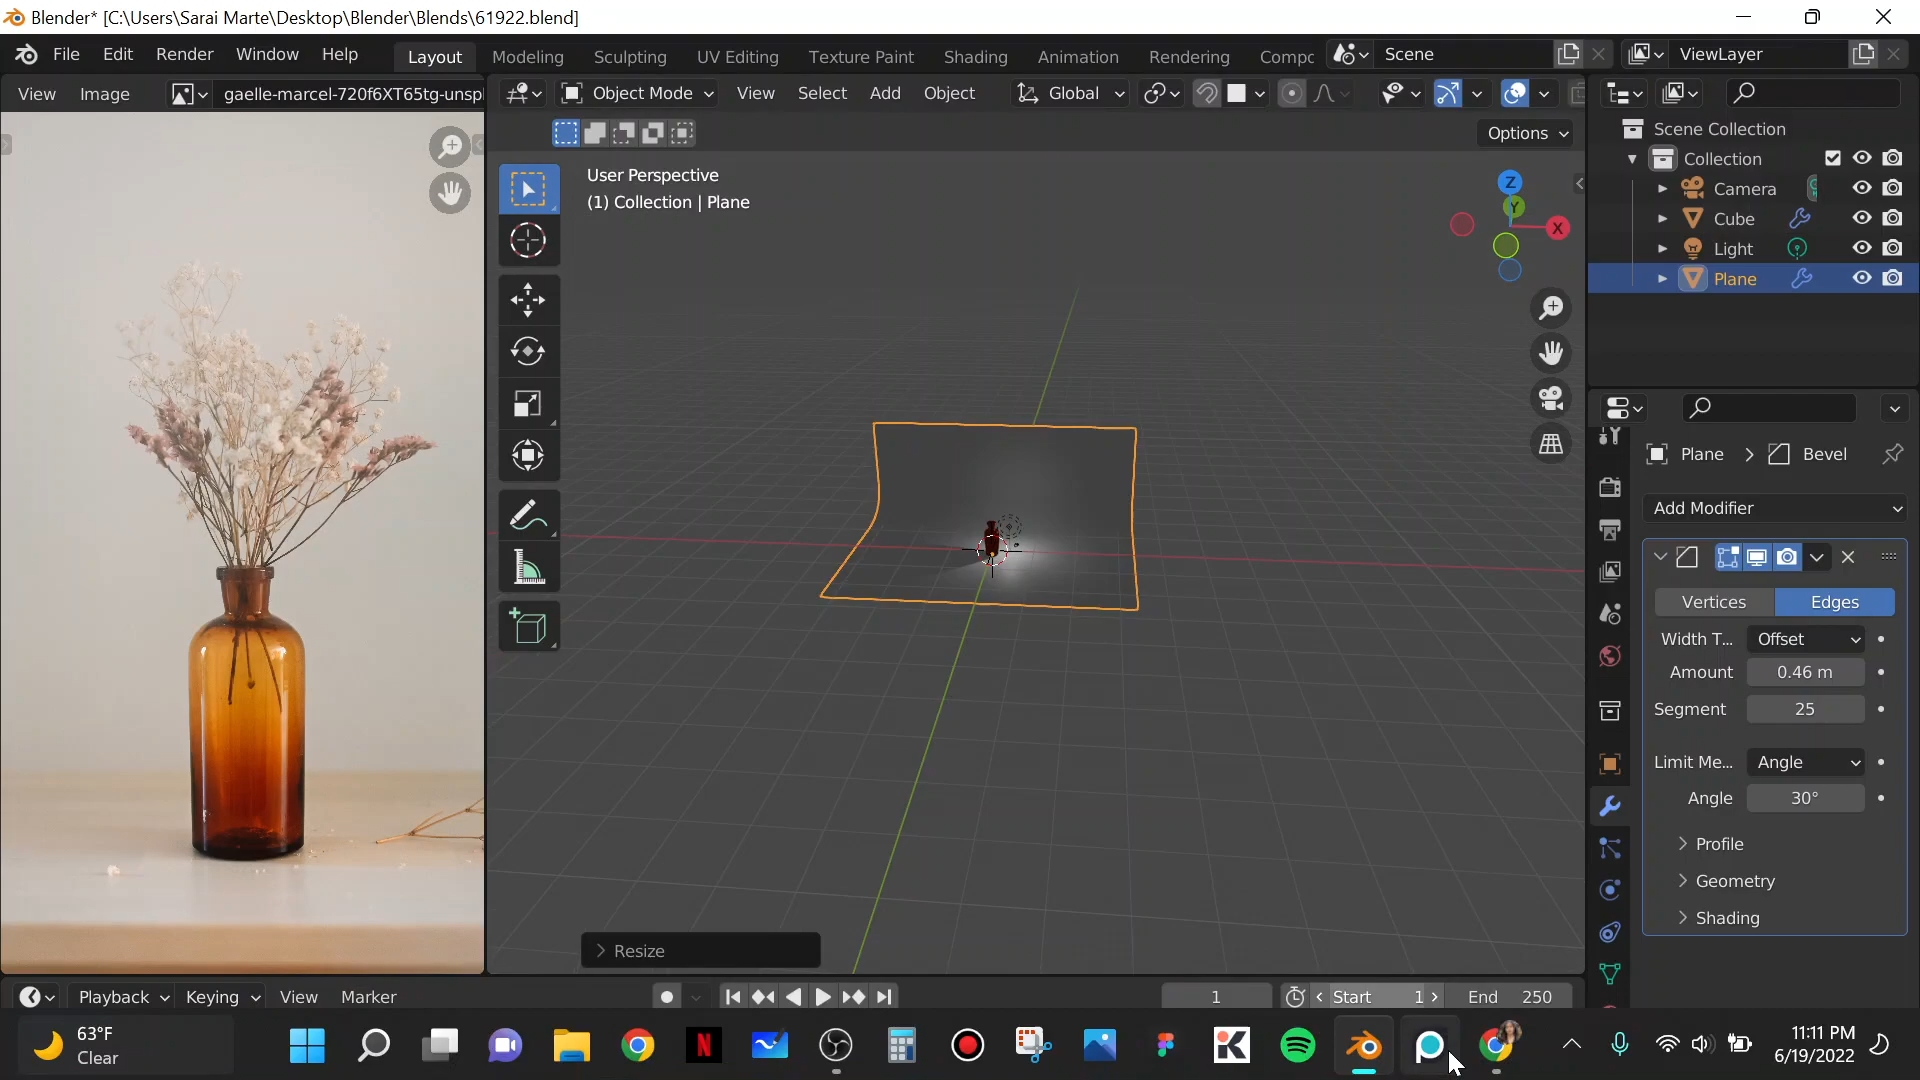 Blender* [C:\Users\Sarai Marte\Desktop\Blender\Blends\61922.blend]
File Edit Render Window Help Layout Modeling Sculpting UV Editing Texture Paint Shading Animation Rendering Compc Scene ViewLayer
View Image gaelle-marcel-720f6XT65tg-unspl Object Mode View Select Add Object Global
Options
User Perspective
(1) Collection | Plane
Z
Y
X
Scene Collection
Collection
Camera
Cube
Light
Plane
Plane > Bevel
Add Modifier
Vertices Edges
Width T... Offset
Amount 0.46 m
Segment 25
Limit Me... Angle
Angle 30°
Profile
Geometry
Shading
Resize
Playback Keying View Marker 1 Start 1 End 250
63°F
Clear
11:11 PM
6/19/2022